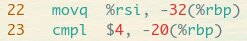 22 movq %rsi, -32(%rbp)
23 cmpl $4, -20(%rbp)